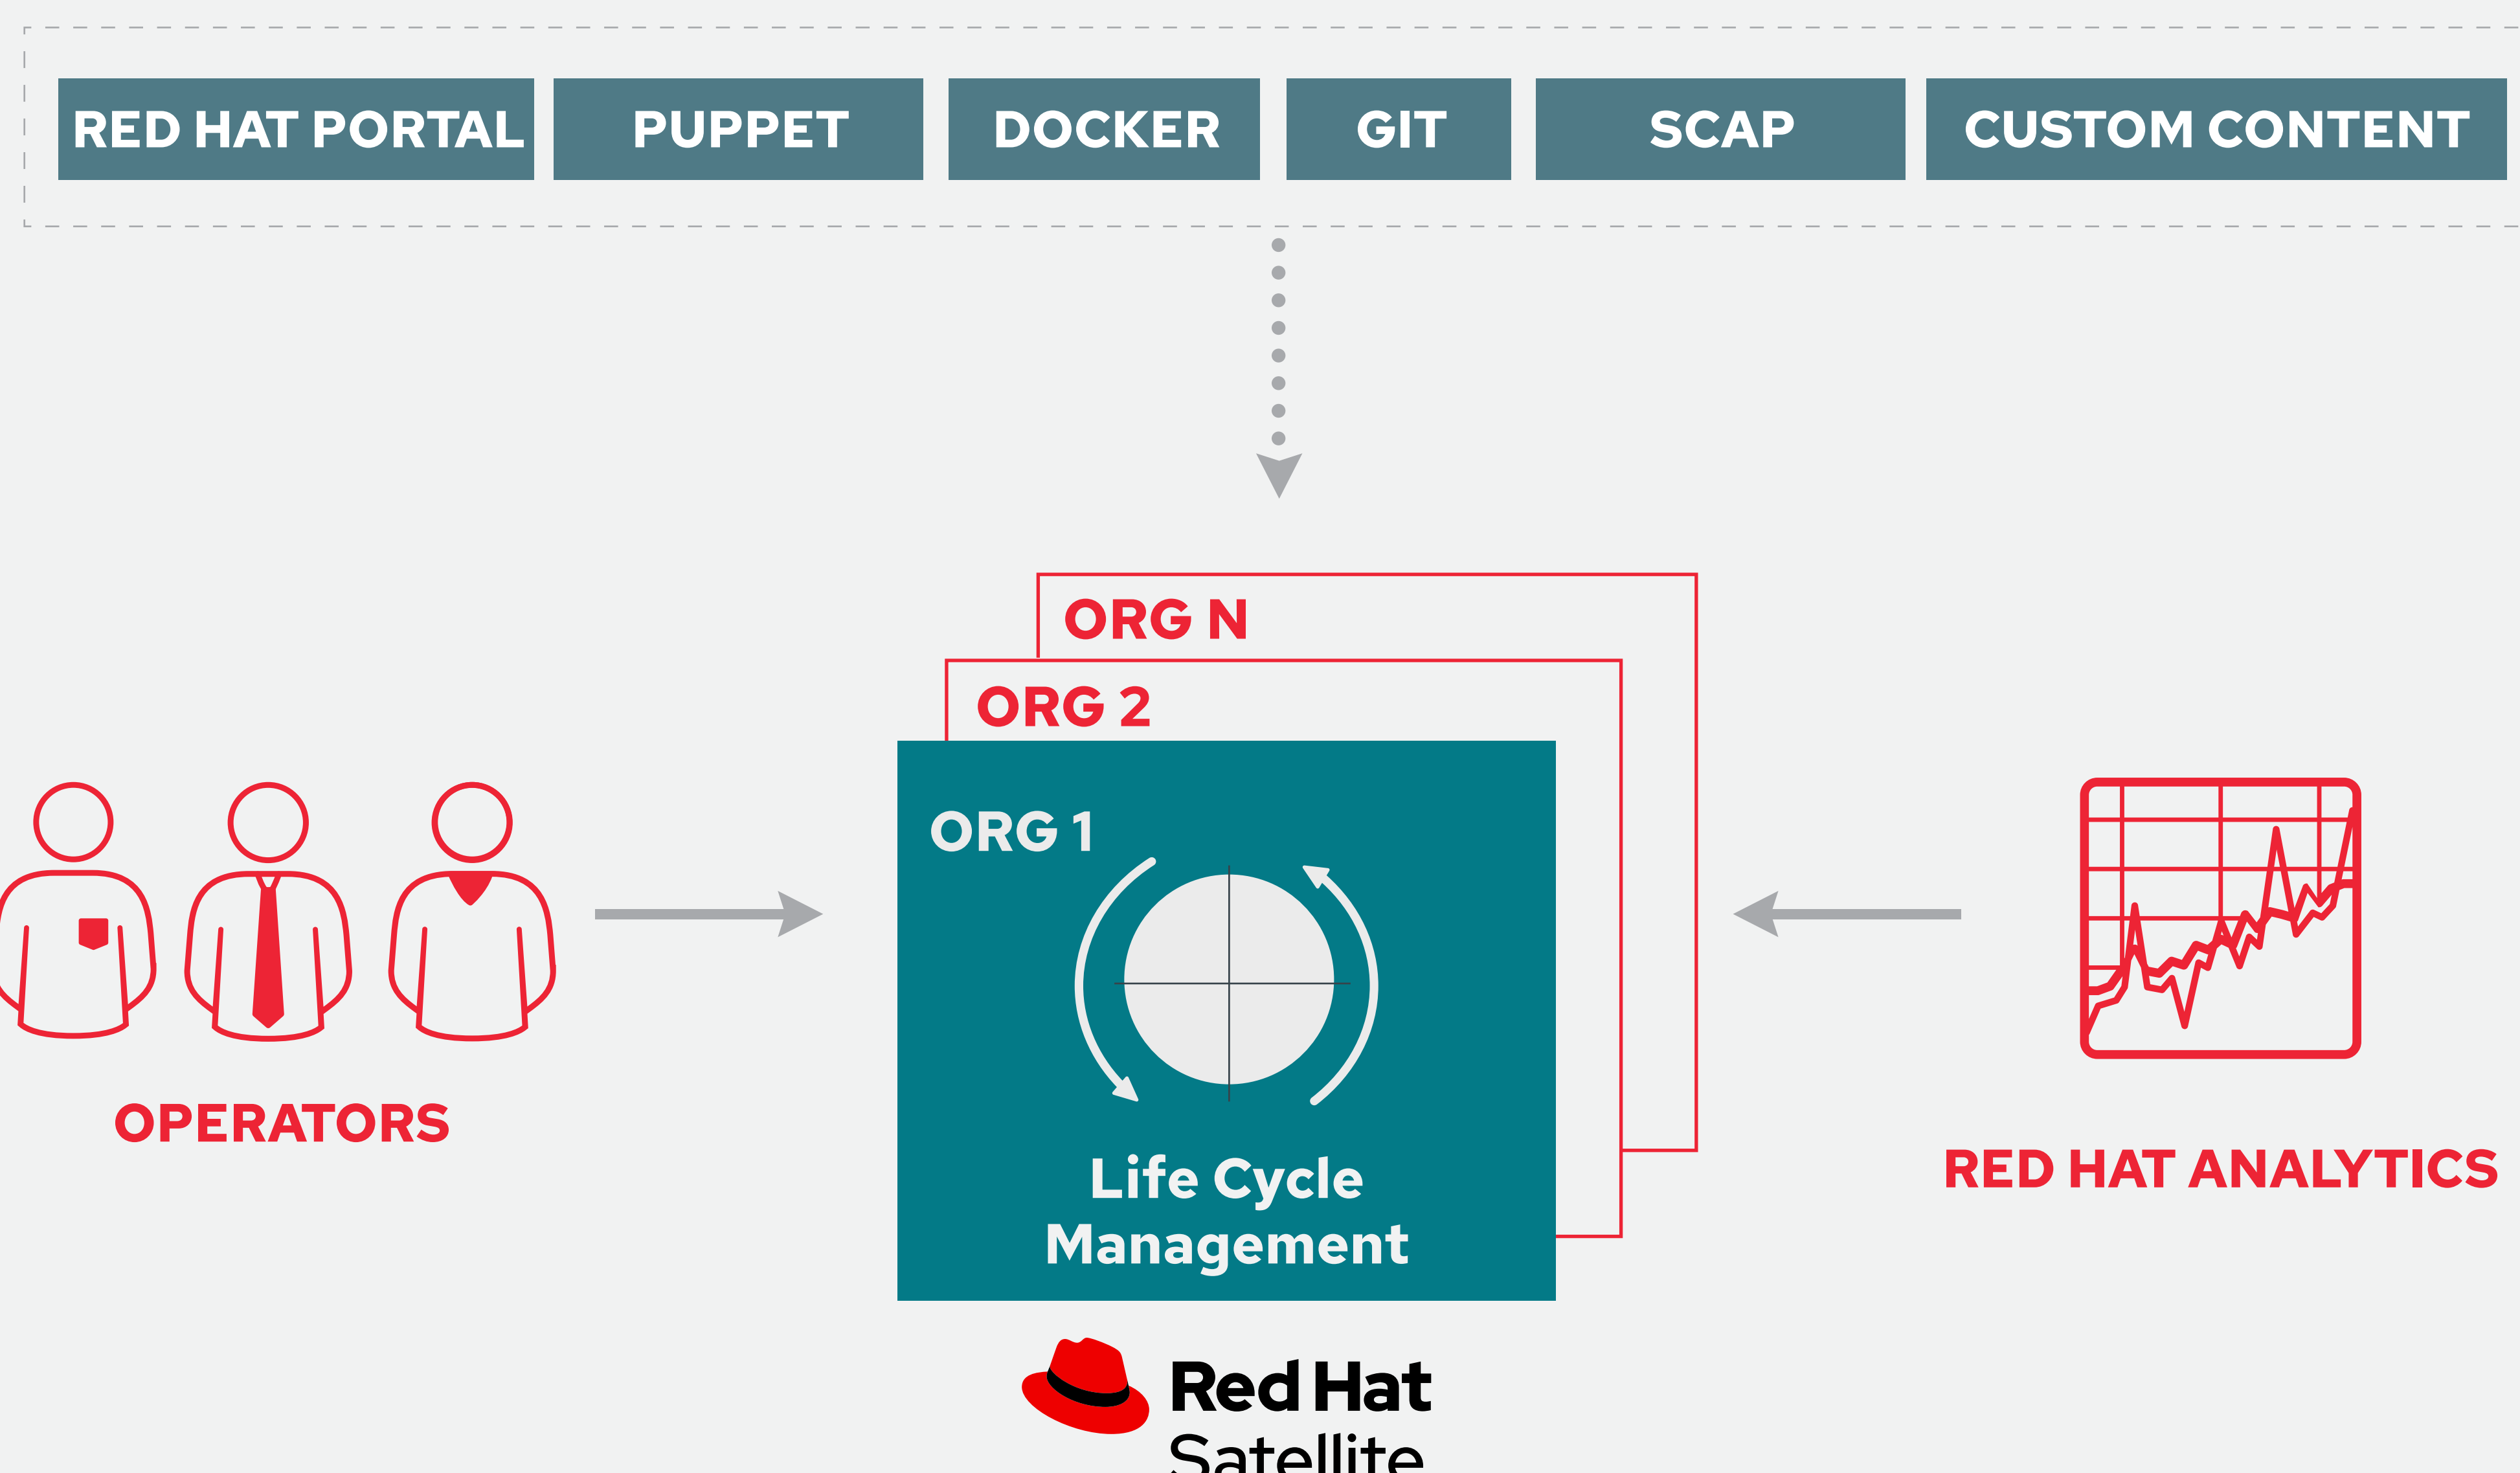 RED HAT PORTAL
PUPPET
DOCKER
GIT
SCAP
CUSTOM CONTENT
ORG N
ORG 2
ORG 1
Life Cycle
Management
OPERATORS
RED HAT ANALYTICS
Red Hat
Satellite